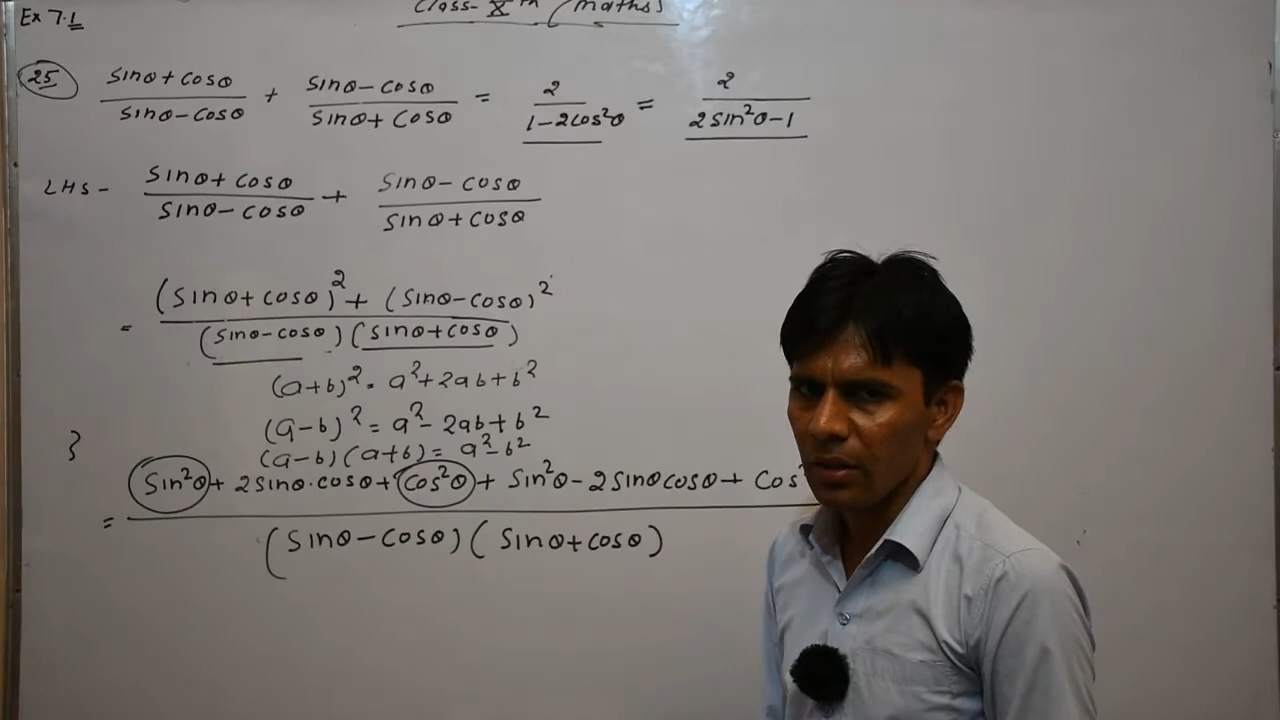 Ex 7.1
Class-Xth (Maths)
25 sinθ+cosθ/sinθ-cosθ + sinθ-cosθ/sinθ+cosθ = 2/1-2cos²θ = 2/2sin²θ-1
LHS- sinθ+cosθ/sinθ-cosθ + sinθ-cosθ/sinθ+cosθ
= (sinθ+cosθ)²+(sinθ-cosθ)²/(sinθ-cosθ)(sinθ+cosθ)
(a+b)²=a²+2ab+b²
(a-b)²=a²-2ab+b²
(a-b)(a+b)=a²-b²
= sin²θ+2sinθ.cosθ+cos²θ+sin²θ-2sinθcosθ+cos/(sinθ-cosθ)(sinθ+cosθ)